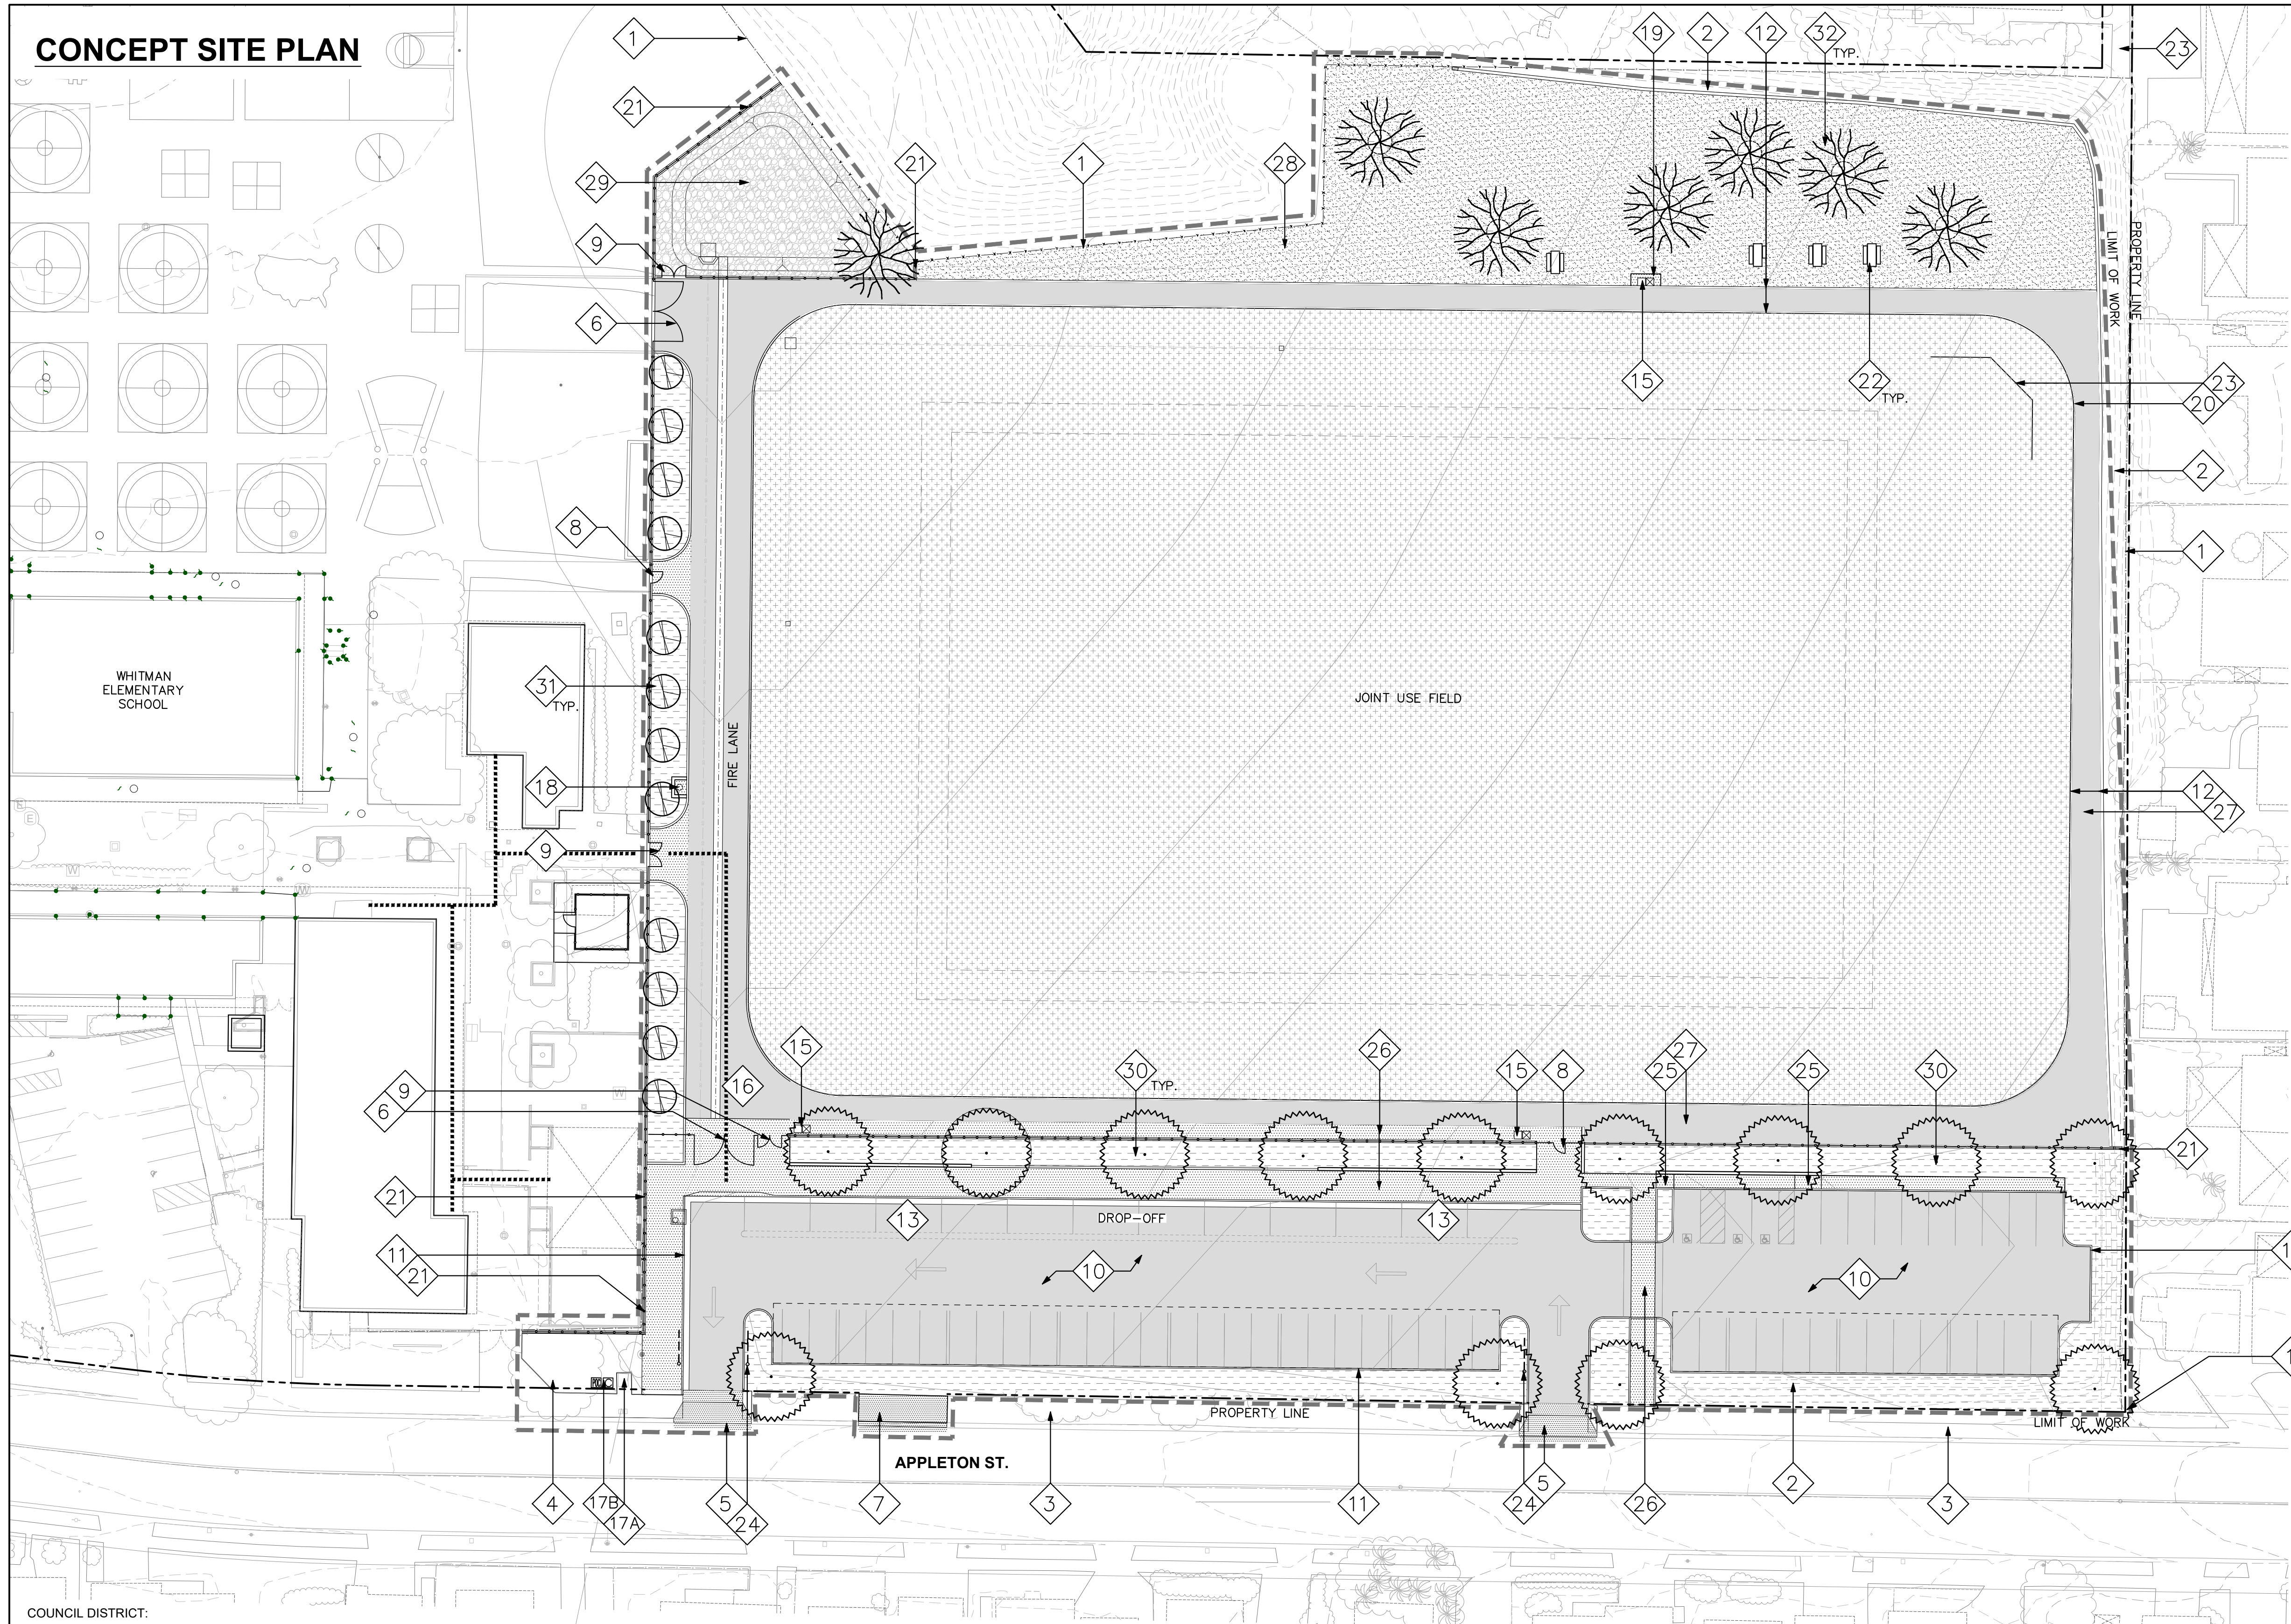 CONCEPT SITE PLAN
1
19
2
12
32
TYP.
23
21
29
21
1
28
9
6
15
22
TYP.
23
20
2
LIMIT OF WORK
PROPERTY LINE
8
1
WHITMAN
ELEMENTARY
SCHOOL
31
TYP.
JOINT USE FIELD
FIRE LANE
18
12
27
9
E
W
W
W
15
26
27
25
25
30
TYP.
15
8
30
16
9
6
21
21
13
DROP-OFF
13
11
21
10
10
PROPERTY LINE
LIMIT OF WORK
APPLETON ST.
4
17B
17A
5
24
7
3
11
24
5
26
2
3
COUNCIL DISTRICT: